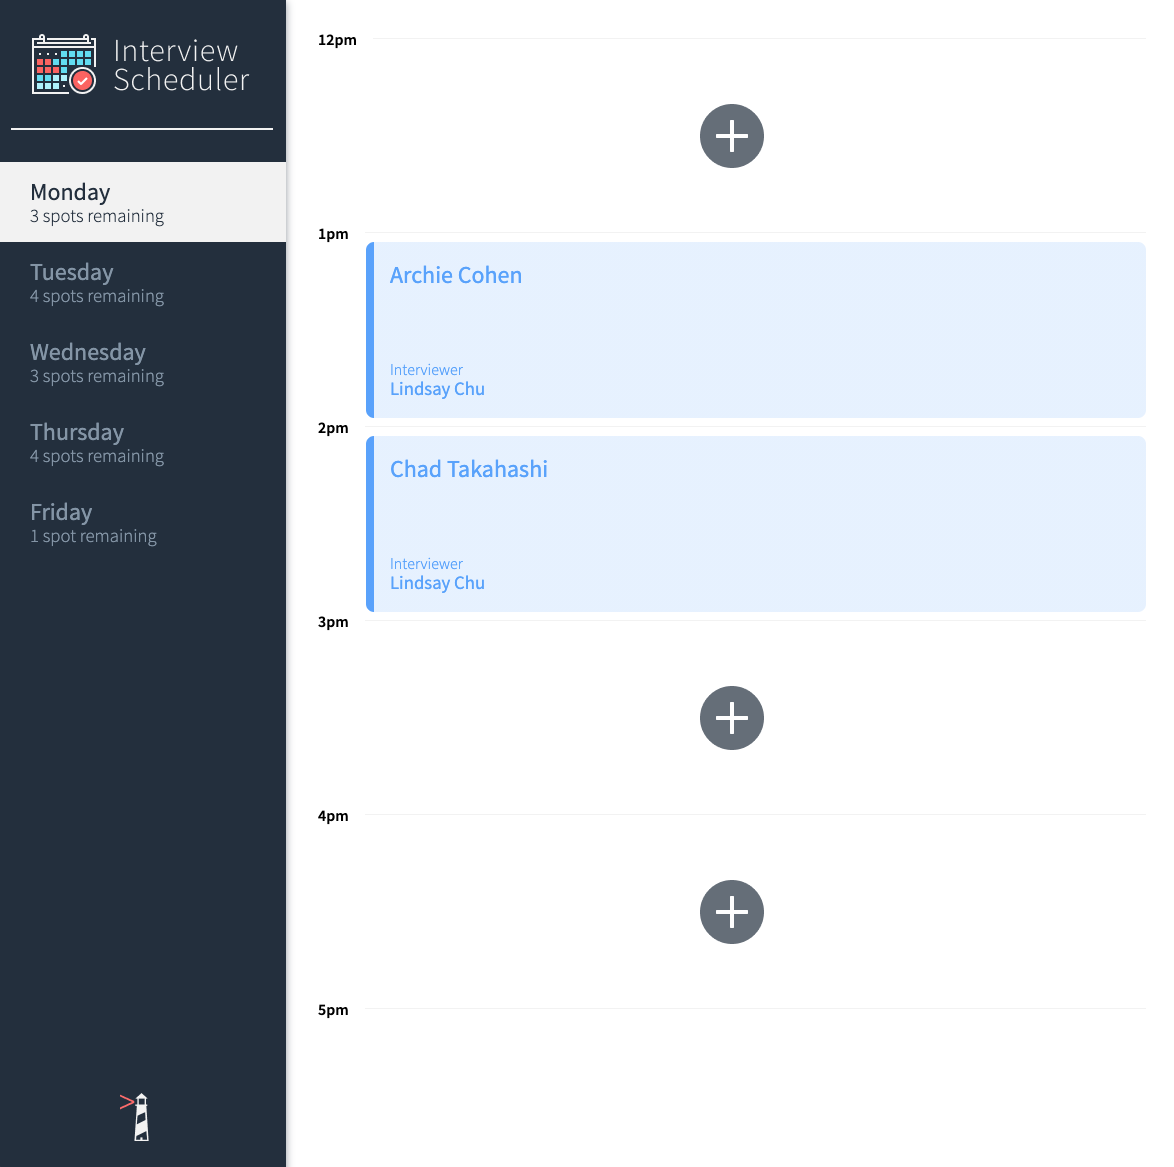 Interview
Scheduler
Monday
3 spots remaining
Tuesday
4 spots remaining
Wednesday
3 spots remaining
Thursday
4 spots remaining
Friday
1 spot remaining
12pm
1pm
Archie Cohen
Interviewer
Lindsay Chu
2pm
Chad Takahashi
Interviewer
Lindsay Chu
3pm
4pm
5pm